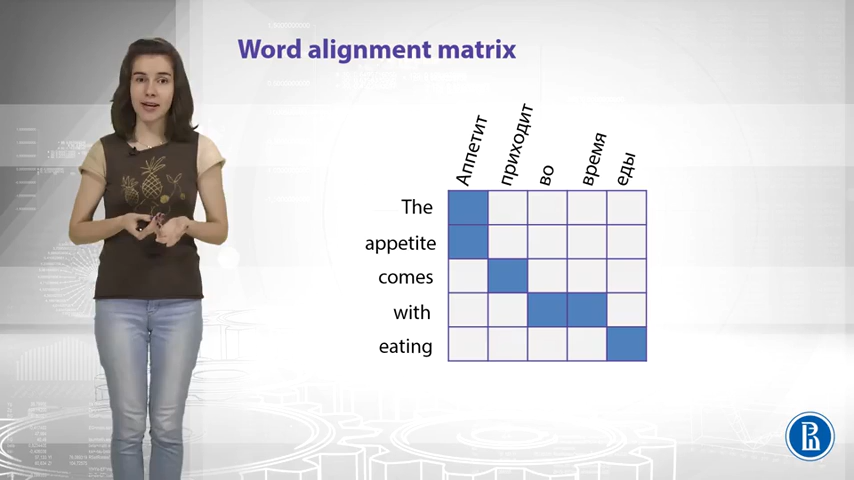 Word alignment matrix
Аппетит
приходит
во
время
еды
The
appetite
comes
with
eating